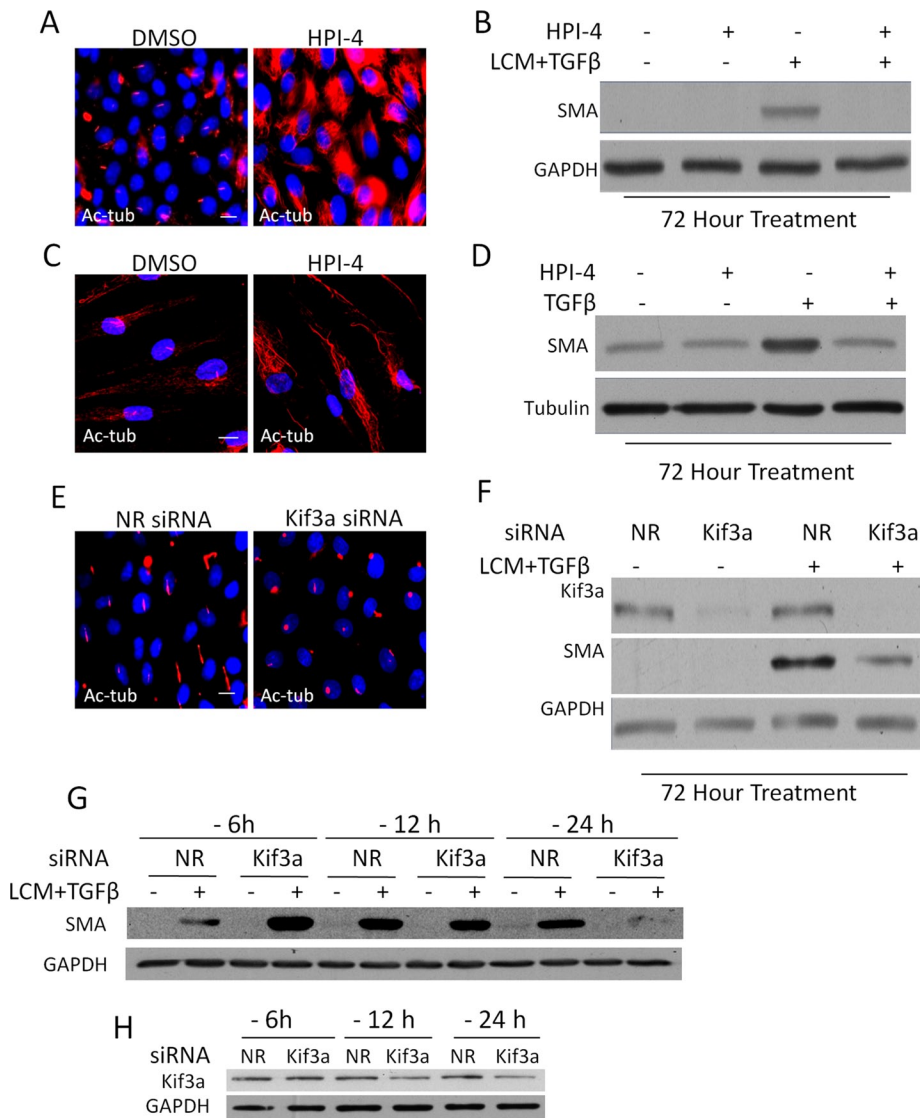 A
DMSO HPI-4
Ac-tub
B
HPI-4 - + - +
LCM+TGFβ - - + +
SMA
GAPDH
72 Hour Treatment
C
DMSO HPI-4
Ac-tub Ac-tub
D
HPI-4 - + - +
TGFβ - - + +
SMA
Tubulin
72 Hour Treatment
E
NR siRNA Kif3a siRNA
Ac-tub Ac-tub
F
siRNA NR Kif3a NR Kif3a
LCM+TGFβ - - + +
Kif3a
SMA
GAPDH
72 Hour Treatment
G
- 6h - 12 h - 24 h
siRNA NR Kif3a NR Kif3a NR Kif3a
LCM+TGFβ - + - + - + - + - + - +
SMA
GAPDH
H
- 6h - 12 h - 24 h
siRNA NR Kif3a NR Kif3a NR Kif3a
Kif3a
GAPDH